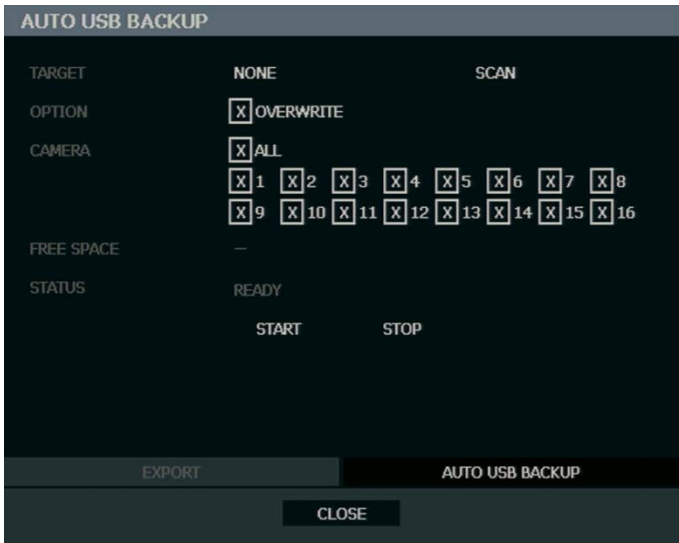 AUTO USB BACKUP
TARGET NONE SCAN
OPTION X OVERWRITE
CAMERA X ALL
X 1 X 2 X 3 X 4 X 5 X 6 X 7 X 8
X 9 X 10 X 11 X 12 X 13 X 14 X 15 X 16
FREE SPACE –
STATUS READY
START STOP
EXPORT AUTO USB BACKUP
CLOSE